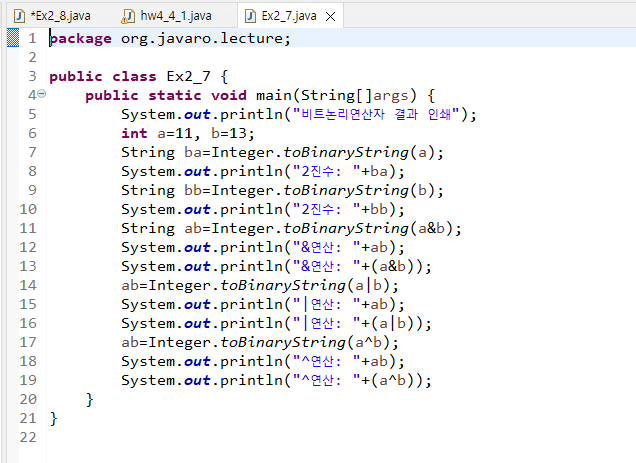 *Ex2_8.java hw4_4_1.java Ex2_7.java
1 package org.javaro.lecture;
2
3 public class Ex2_7 {
4 public static void main(String[]args) {
5 System.out.println("비트논리연산자 결과 인쇄");
6 int a=11, b=13;
7 String ba=Integer.toBinaryString(a);
8 System.out.println("2진수: "+ba);
9 String bb=Integer.toBinaryString(b);
10 System.out.println("2진수: "+bb);
11 String ab=Integer.toBinaryString(a&b);
12 System.out.println("&연산: "+ab);
13 System.out.println("&연산: "+(a&b));
14 ab=Integer.toBinaryString(a|b);
15 System.out.println("|연산: "+ab);
16 System.out.println("|연산: "+(a|b));
17 ab=Integer.toBinaryString(a^b);
18 System.out.println("^연산: "+ab);
19 System.out.println("^연산: "+(a^b));
20 }
21 }
22